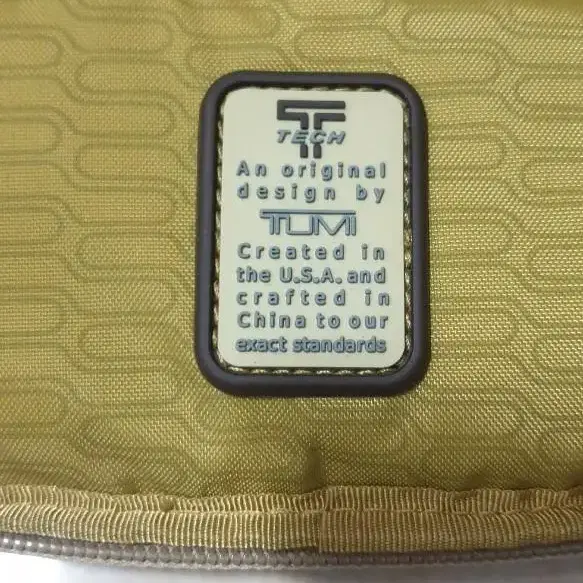 T TECH
An original
design by
TUMI
Created in
the U.S.A. and
crafted in
China to our
exact standards